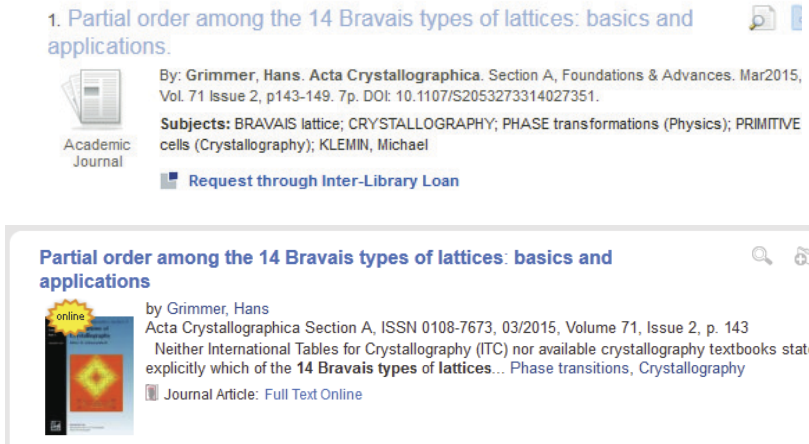 1. Partial order among the 14 Bravais types of lattices: basics and
applications.
By: Grimmer, Hans. Acta Crystallographica. Section A, Foundations & Advances. Mar2015,
Vol. 71 Issue 2, p143-149. 7p. DOI: 10.1107/S2053273314027351.
Subjects: BRAVAIS lattice; CRYSTALLOGRAPHY; PHASE transformations (Physics); PRIMITIVE
cells (Crystallography); KLEMIN, Michael
Academic
Journal
Request through Inter-Library Loan
Partial order among the 14 Bravais types of lattices: basics and
applications
online
by Grimmer, Hans
Acta Crystallographica Section A, ISSN 0108-7673, 03/2015, Volume 71, Issue 2, p. 143
Neither International Tables for Crystallography (ITC) nor available crystallography textbooks stat
explicitly which of the 14 Bravais types of lattices... Phase transitions, Crystallography
Journal Article: Full Text Online